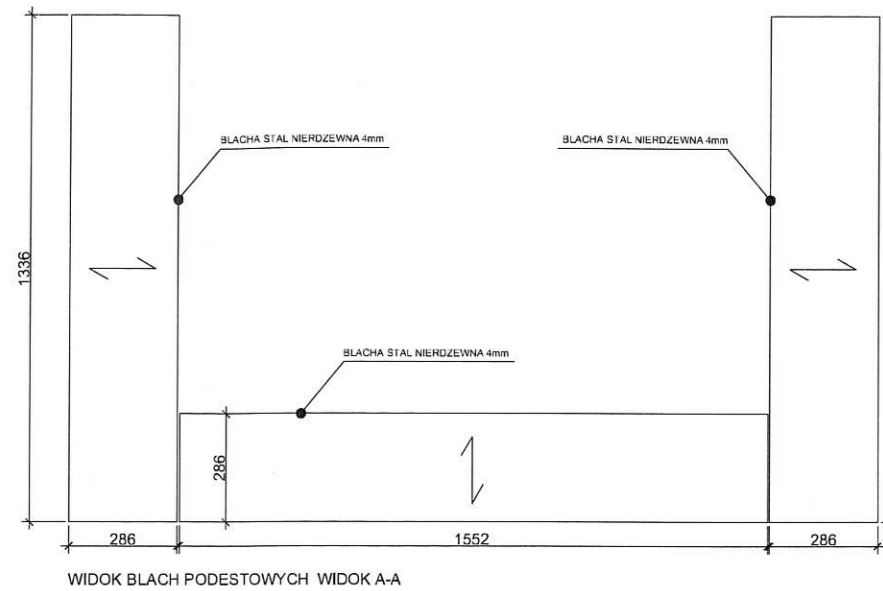 BLACHA STAL NIERDZEWNA 4mm
BLACHA STAL NIERDZEWNA 4mm
1336
BLACHA STAL NIERDZEWNA 4mm
286
286
1552
286
WIDOK BLACH PODESTOWYCH WIDOK A-A